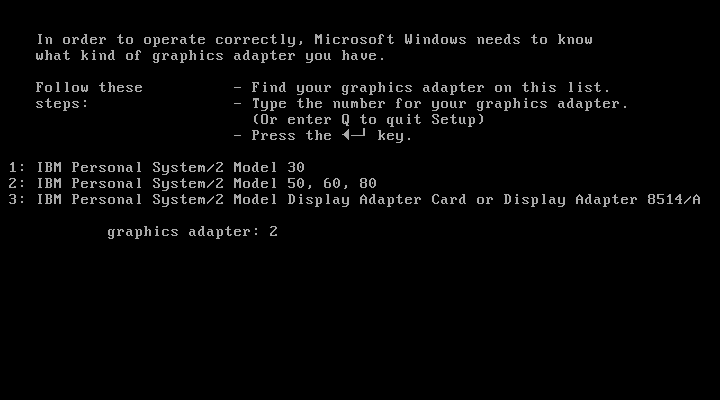 In order to operate correctly, Microsoft Windows needs to know
what kind of graphics adapter you have.
Follow these - Find your graphics adapter on this list.
steps: - Type the number for your graphics adapter.
(Or enter Q to quit Setup)
- Press the ◄─┘ key.
1: IBM Personal System/2 Model 30
2: IBM Personal System/2 Model 50, 60, 80
3: IBM Personal System/2 Model Display Adapter Card or Display Adapter 8514/A
graphics adapter: 2